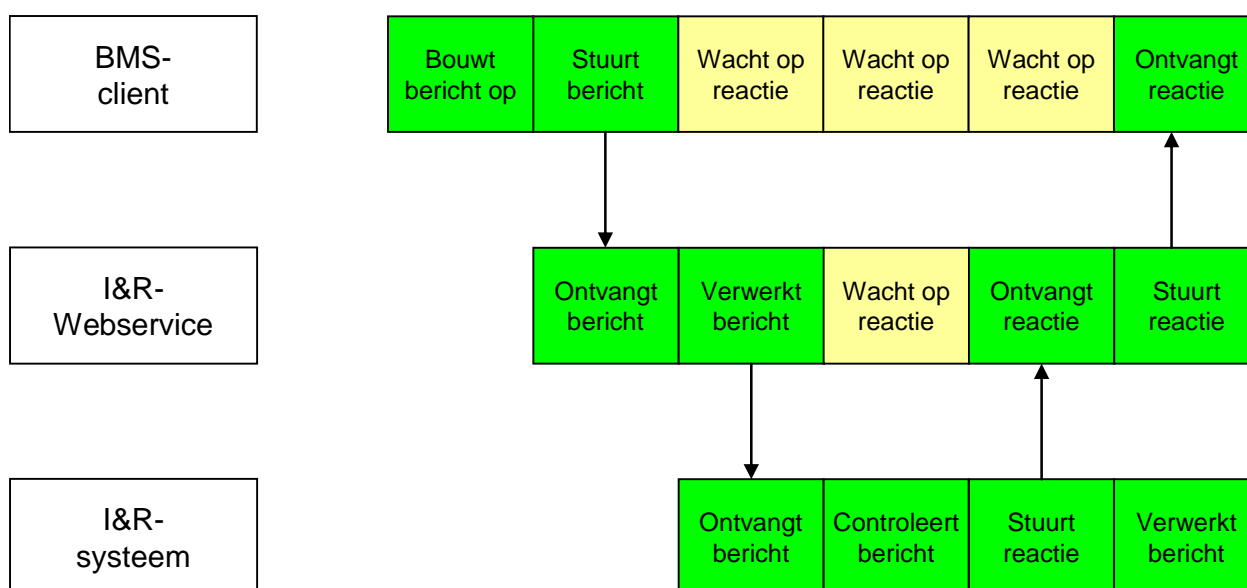 BMS-
client
Bouwt
bericht op
Stuurt
bericht
Wacht op
reactie
Wacht op
reactie
Wacht op
reactie
Ontvangt
reactie
I&R-
Webservice
Ontvangt
bericht
Verwerkt
bericht
Wacht op
reactie
Ontvangt
reactie
Stuurt
reactie
I&R-
systeem
Ontvangt
bericht
Controleert
bericht
Stuurt
reactie
Verwerkt
bericht